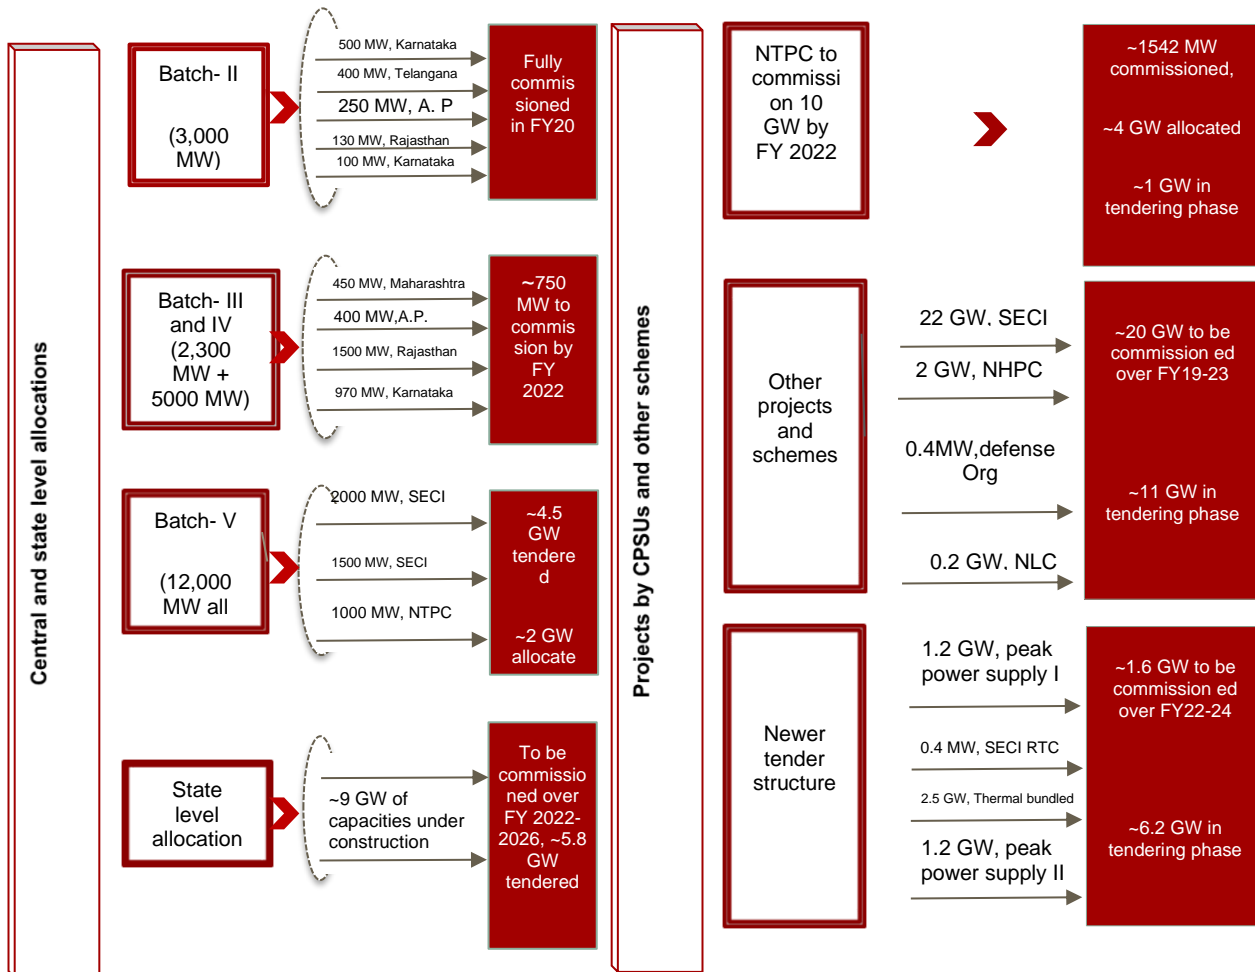 Central and state level allocations
Batch- II
(3,000
MW)
500 MW, Karnataka
400 MW, Telangana
250 MW, A. P
130 MW, Rajasthan
100 MW, Karnataka
Fully
commis
sioned
in FY20
Batch- III
and IV
(2,300
MW +
5000 MW)
450 MW, Maharashtra
400 MW,A.P.
1500 MW, Rajasthan
970 MW, Karnataka
~750
MW to
commis
sion by
FY
2022
Batch- V
(12,000
MW all
2000 MW, SECI
1500 MW, SECI
1000 MW, NTPC
~4.5
GW
tendere
d
~2 GW
allocate
State
level
allocation
~9 GW of
capacities under
construction
To be
commissio
ned over
FY 2022-
2026, ~5.8
GW
tendered
Projects by CPSUs and other schemes
NTPC to
commissi
on 10
GW by
FY 2022
~1542 MW
commissioned,
~4 GW allocated
~1 GW in
tendering phase
Other
projects
and
schemes
22 GW, SECI
2 GW, NHPC
0.4MW,defense
Org
0.2 GW, NLC
~20 GW to be
commission ed
over FY19-23
~11 GW in
tendering phase
Newer
tender
structure
1.2 GW, peak
power supply I
0.4 MW, SECI RTC
2.5 GW, Thermal bundled
1.2 GW, peak
power supply II
~1.6 GW to be
commission ed
over FY22-24
~6.2 GW in
tendering phase